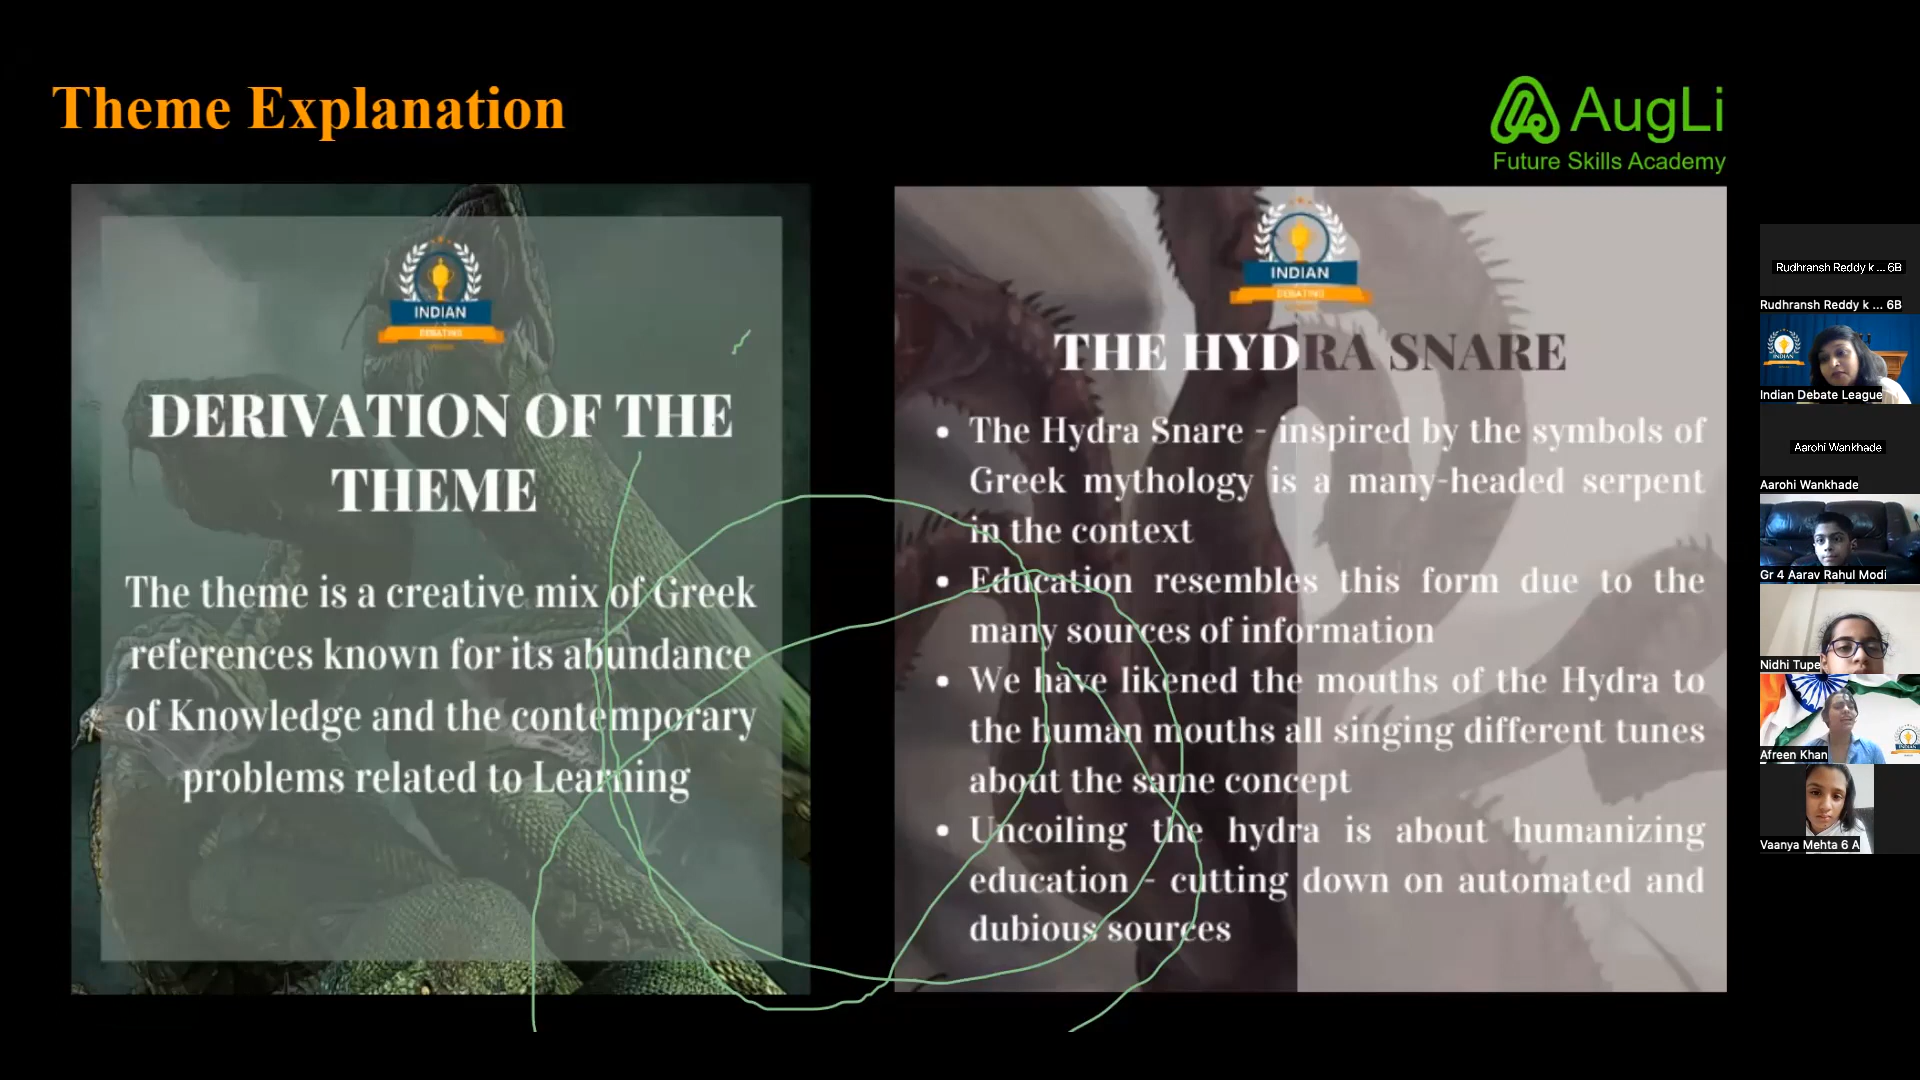 Theme Explanation
AugLi
Future Skills Academy
INDIAN
DEBATING
DERIVATION OF THE
THEME
The theme is a creative mix of Greek
references known for its abundance
of Knowledge and the contemporary
problems related to Learning
INDIAN
DEBATING
THE HYDRA SNARE
• The Hydra Snare - inspired by the symbols of
Greek mythology is a many-headed serpent
in the context
• Education resembles this form due to the
many sources of information
• We have likened the mouths of the Hydra to
the human mouths all singing different tunes
about the same concept
• Uncoiling the hydra is about humanizing
education - cutting down on automated and
dubious sources
Rudhransh Reddy k ... 6B
Rudhransh Reddy k ... 6B
INDIAN
Indian Debate League
Aarohi Wankhade
Aarohi Wankhade
Gr 4 Aarav Rahul Modi
Nidhi Tupe
Afreen Khan
Vaanya Mehta 6 A